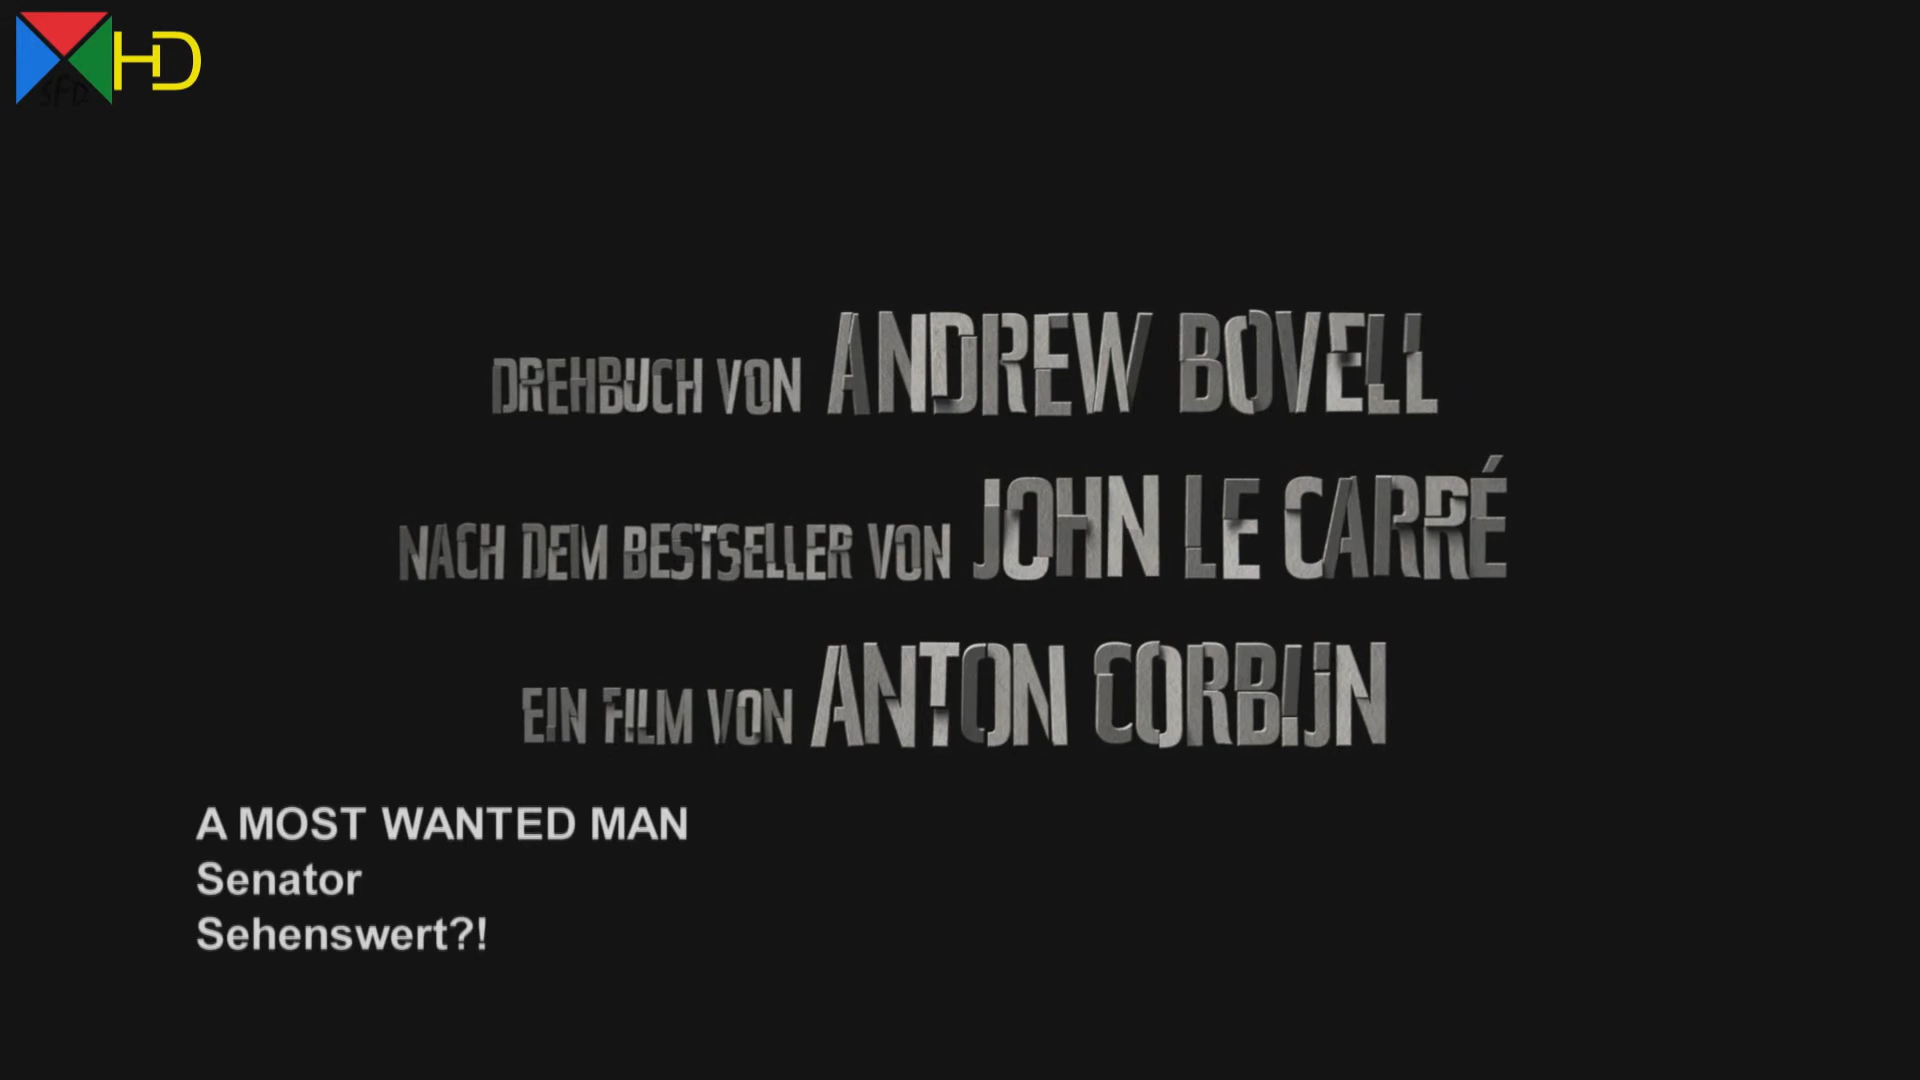 HD
DREHBUCH VON ANDREW BOVELL
NACH DEM BESTSELLER VON JOHN LE CARRÉ
EIN FILM VON ANTON CORBIJN
A MOST WANTED MAN
Senator
Sehenswert?!